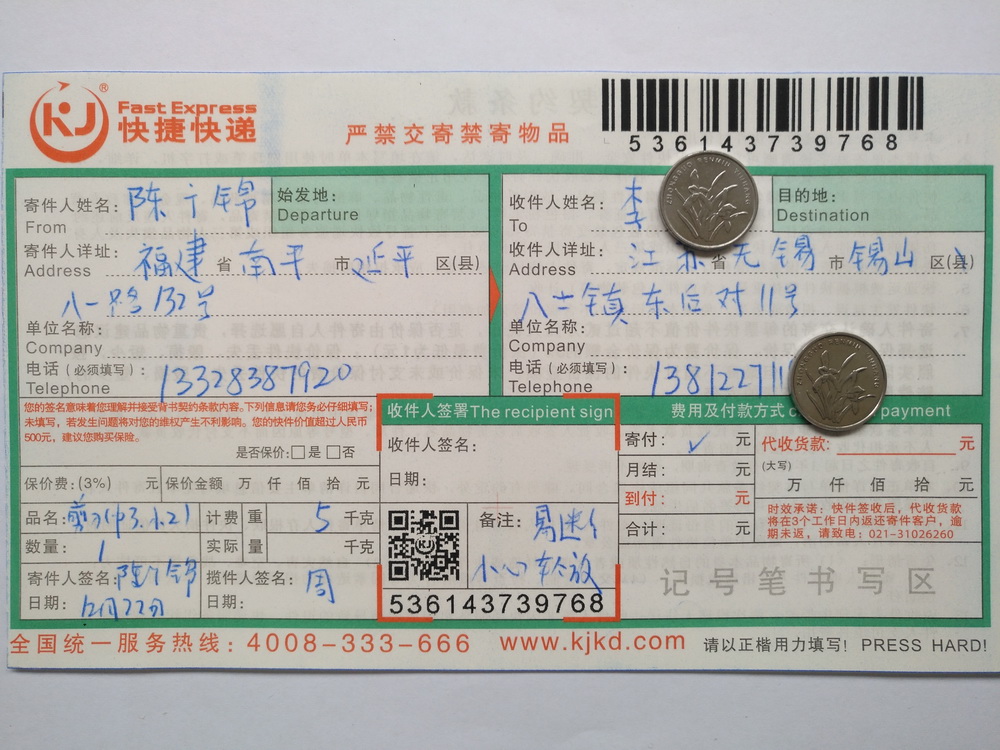 KJ®
Fast Express
快捷快递
严禁交寄禁寄物品
536143739768
寄件人姓名: 陈广锦
From
始发地:
Departure
寄件人详址: 福建 省 南平 市 延平 区(县)
Address
八一路132号
单位名称:
Company
电话(必须填写): 13328387920
Telephone
收件人姓名: 李
To
目的地:
Destination
收件人详址: 江苏 省 无锡 市 锡山 区(县)
Address
八士镇东后对11号
单位名称:
Company
电话(必须填写): 138122711
Telephone
您的签名意味着您理解并接受背书契约条款内容。下列信息请您务必仔细填写;
未填写,若发生问题将对您的维权产生不利影响。您的快件价值超过人民币
500元,建议您购买保险。
是否保价: □是 □否
保价费:(3%) 元 保价金额 万 仟 佰 拾 元
品名: 剪刀
数量: 1
计费 重 5 千克
实际 量 千克
寄件人签名: 陈广锦
日期: 12月22日
揽件人签名: 周
日期:
收件人签署The recipient sign
收件人签名:
日期:
备注: 易迷
小心轻放
536143739768
费用及付款方式 payment
寄付: ✓ 元
月结: 元
到付: 元
合计: 元
代收货款: 元
(大写)
万 仟 佰 拾 元
时效承诺: 快件签收后,代收货款
将在3个工作日内返还寄件客户,逾
期未返,请致电: 021-31026260
记号笔书写区
全国统一服务热线: 4008-333-666 www.kjkd.com 请以正楷用力填写! PRESS HARD!